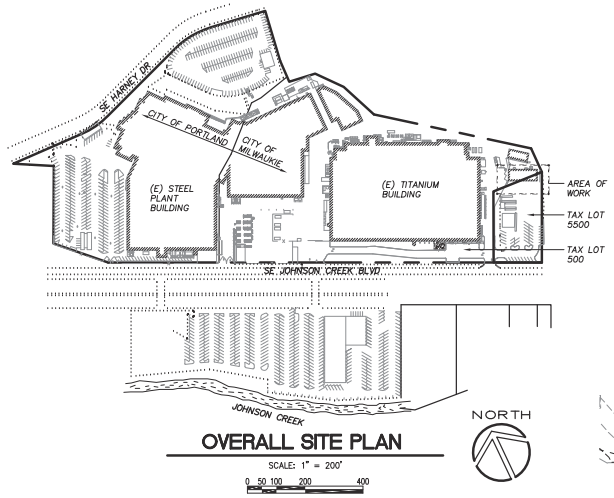 SE HARNEY DR
CITY OF PORTLAND
CITY OF
MILWAUKIE
(E) STEEL
PLANT
BUILDING
(E) TITANIUM
BUILDING
AREA OF
WORK
TAX LOT
5500
TAX LOT
500
SE JOHNSON CREEK BLVD
JOHNSON CREEK
NORTH
OVERALL SITE PLAN
SCALE: 1" = 200'
0 50 100 200 400